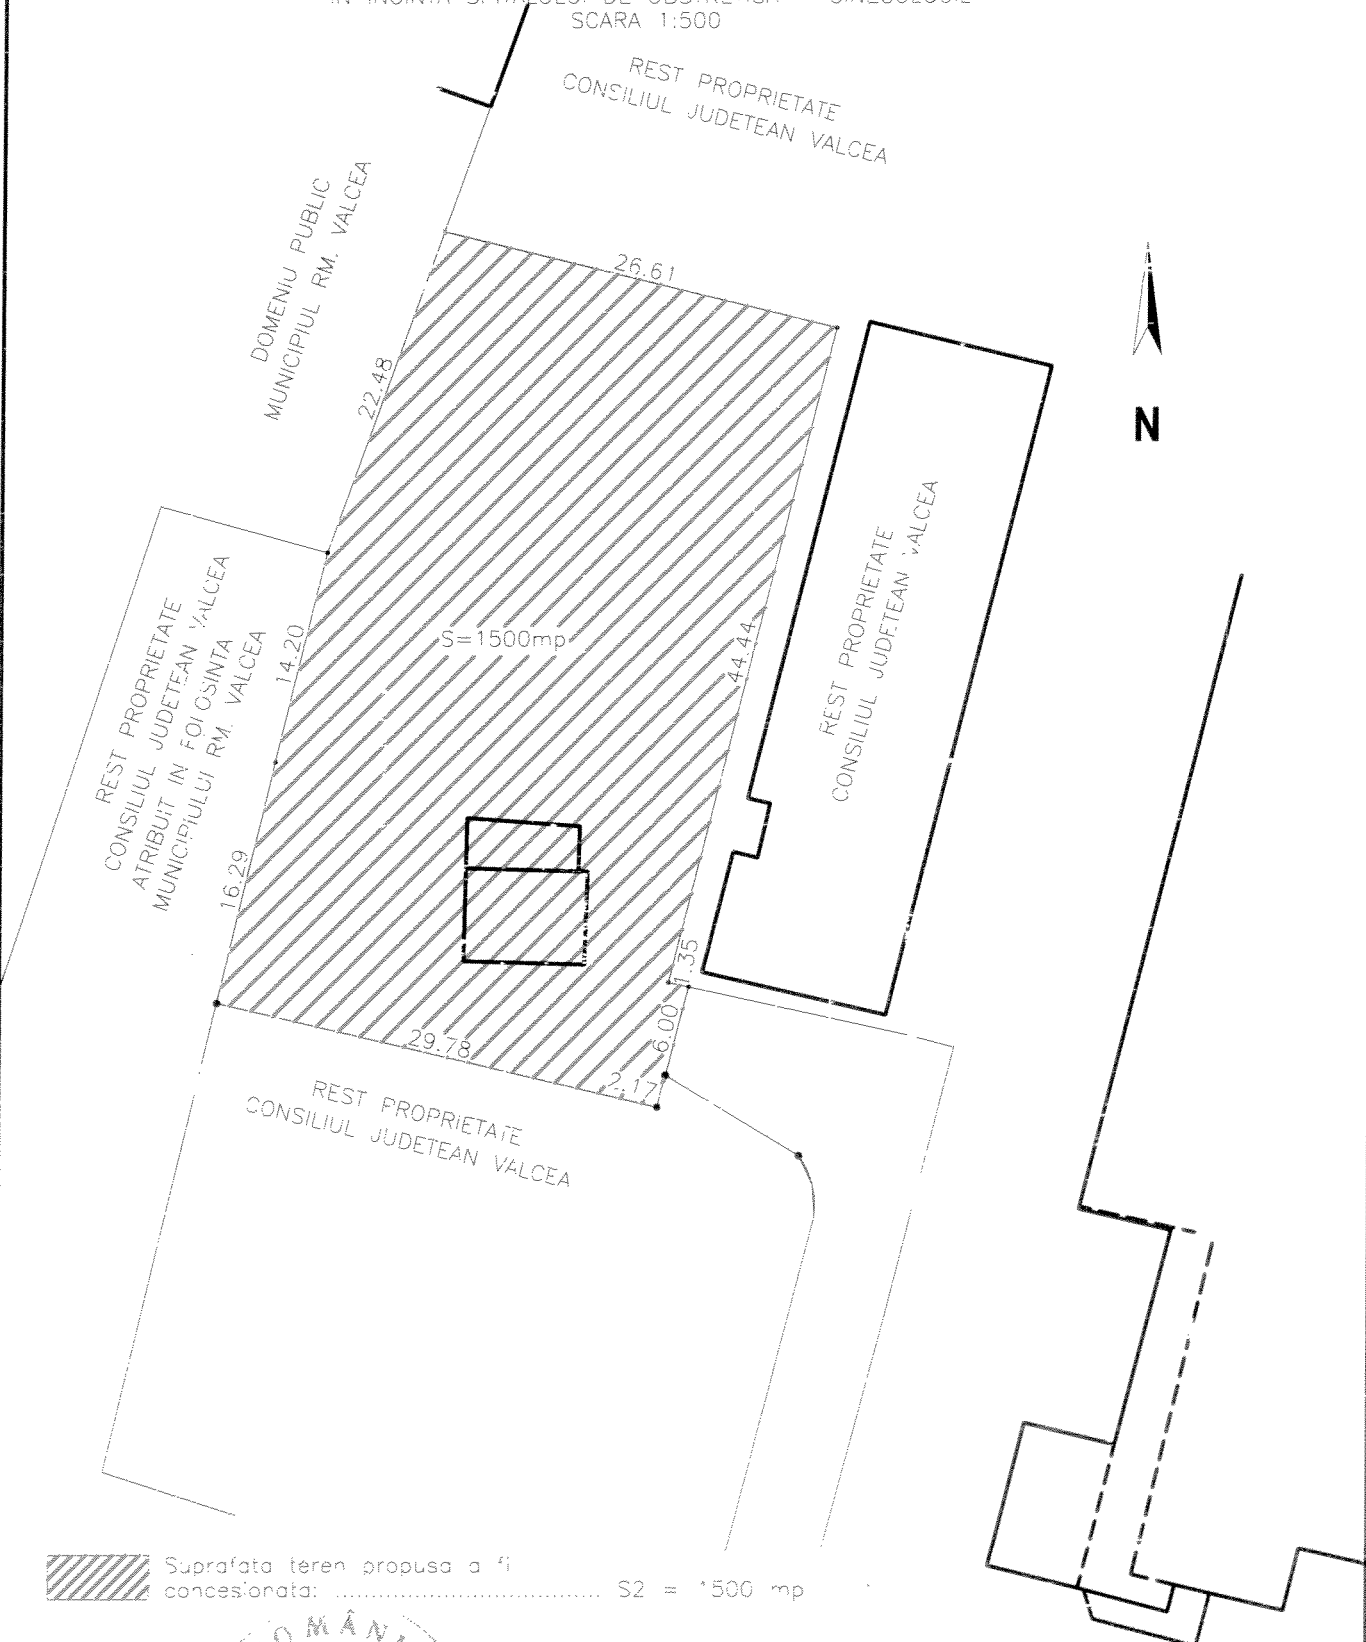 SCARA 1:500
REST PROPRIETATE
CONSILIUL JUDETEAN VALCEA
DOMENIU PUBLIC
MUNICIPIUL RM. VALCEA
26.61
22.48
N
REST PROPRIETATE
CONSILIUL JUDETEAN VALCEA
ATRIBUIT IN FOLOSINTA
MUNICIPIULUI RM. VALCEA
14.20
S=1500mp
44.44
REST PROPRIETATE
CONSILIUL JUDETEAN VALCEA
16.29
1.35
6.00
29.78
2.17
REST PROPRIETATE
CONSILIUL JUDETEAN VALCEA
Suprafata teren propusa a fi
concesionata: .................................... S2 = 1500 mp